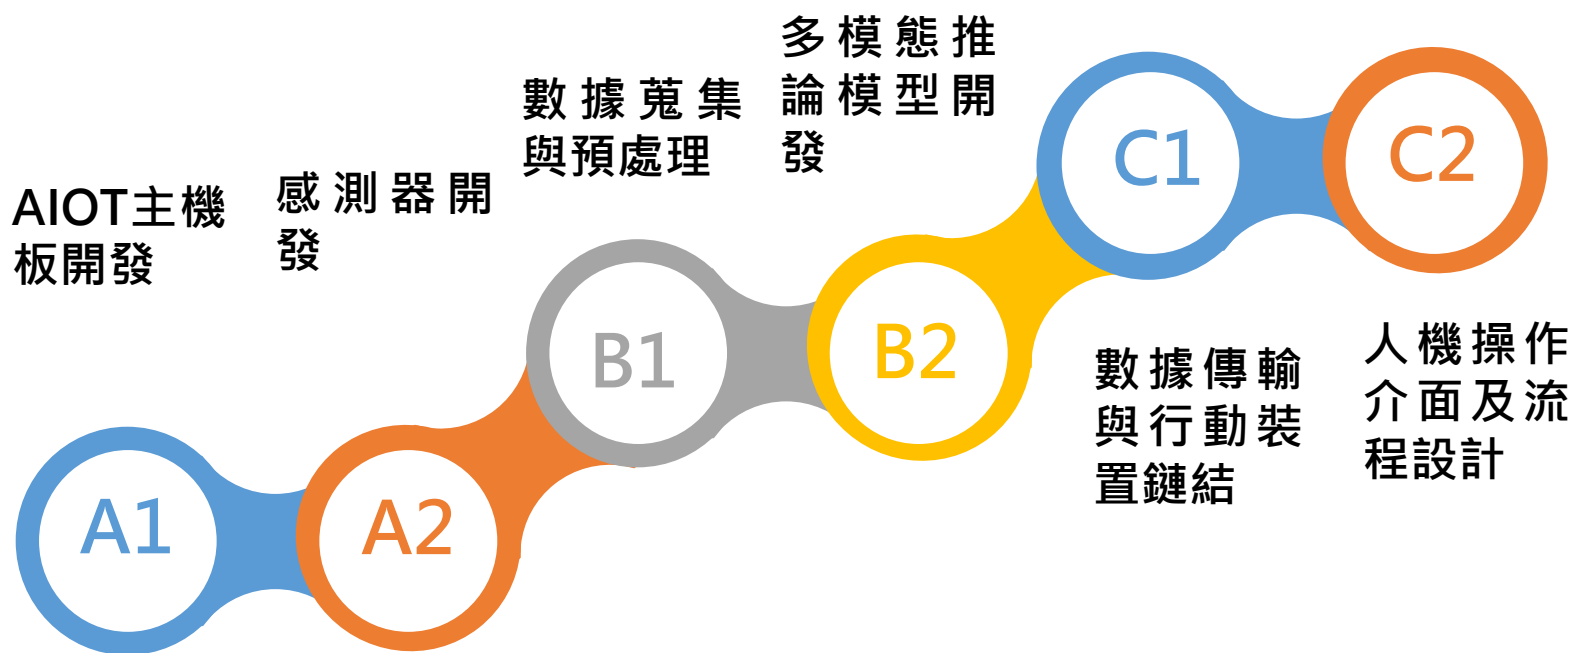 AIOT主機
板開發
感測器開
發
數據蒐集
與預處理
多模態推
論模型開
發
A1
A2
B1
B2
C1
C2
數據傳輸
與行動裝
置鏈結
人機操作
介面及流
程設計